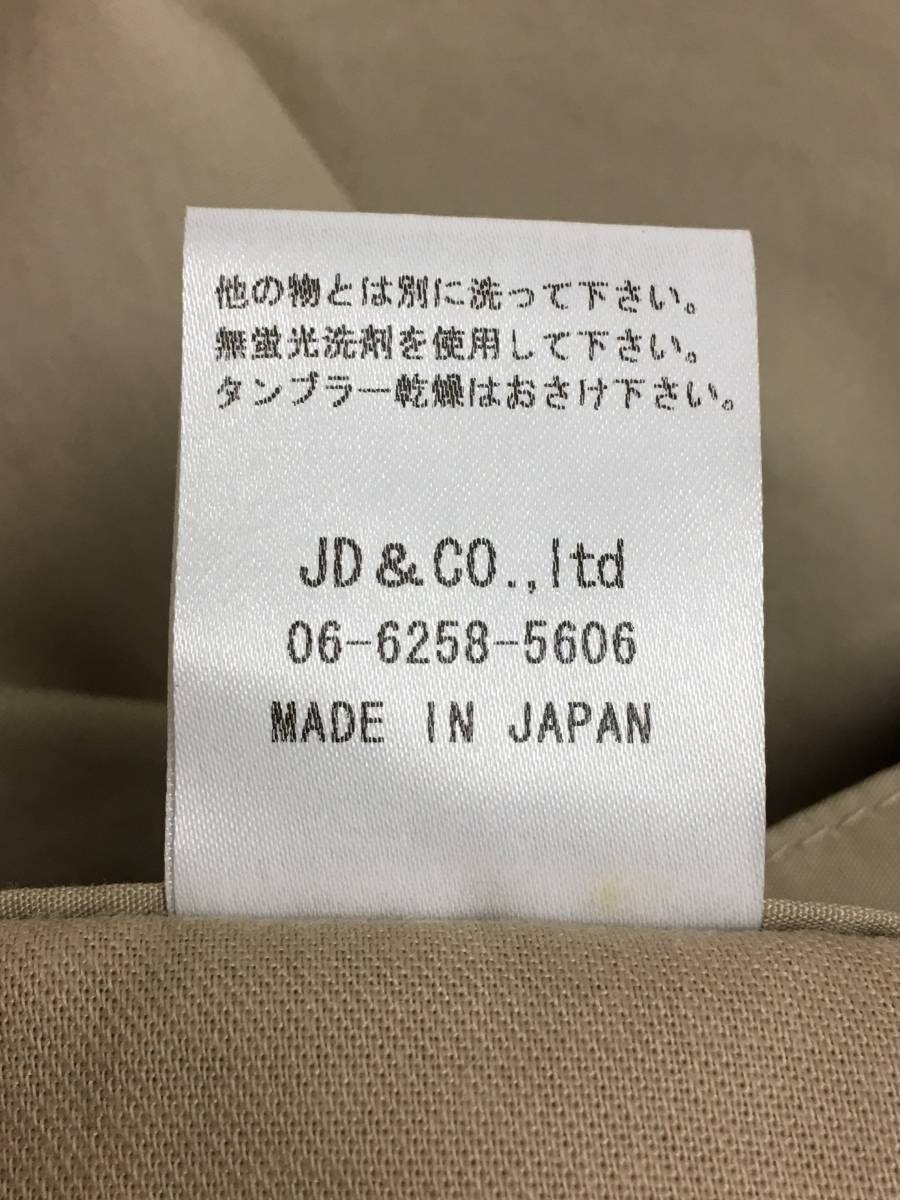 他の物とは別に洗って下さい。
無蛍光洗剤を使用して下さい。
タンブラー乾燥はおさけ下さい。
JD&CO.,ltd
06-6258-5606
MADE IN JAPAN